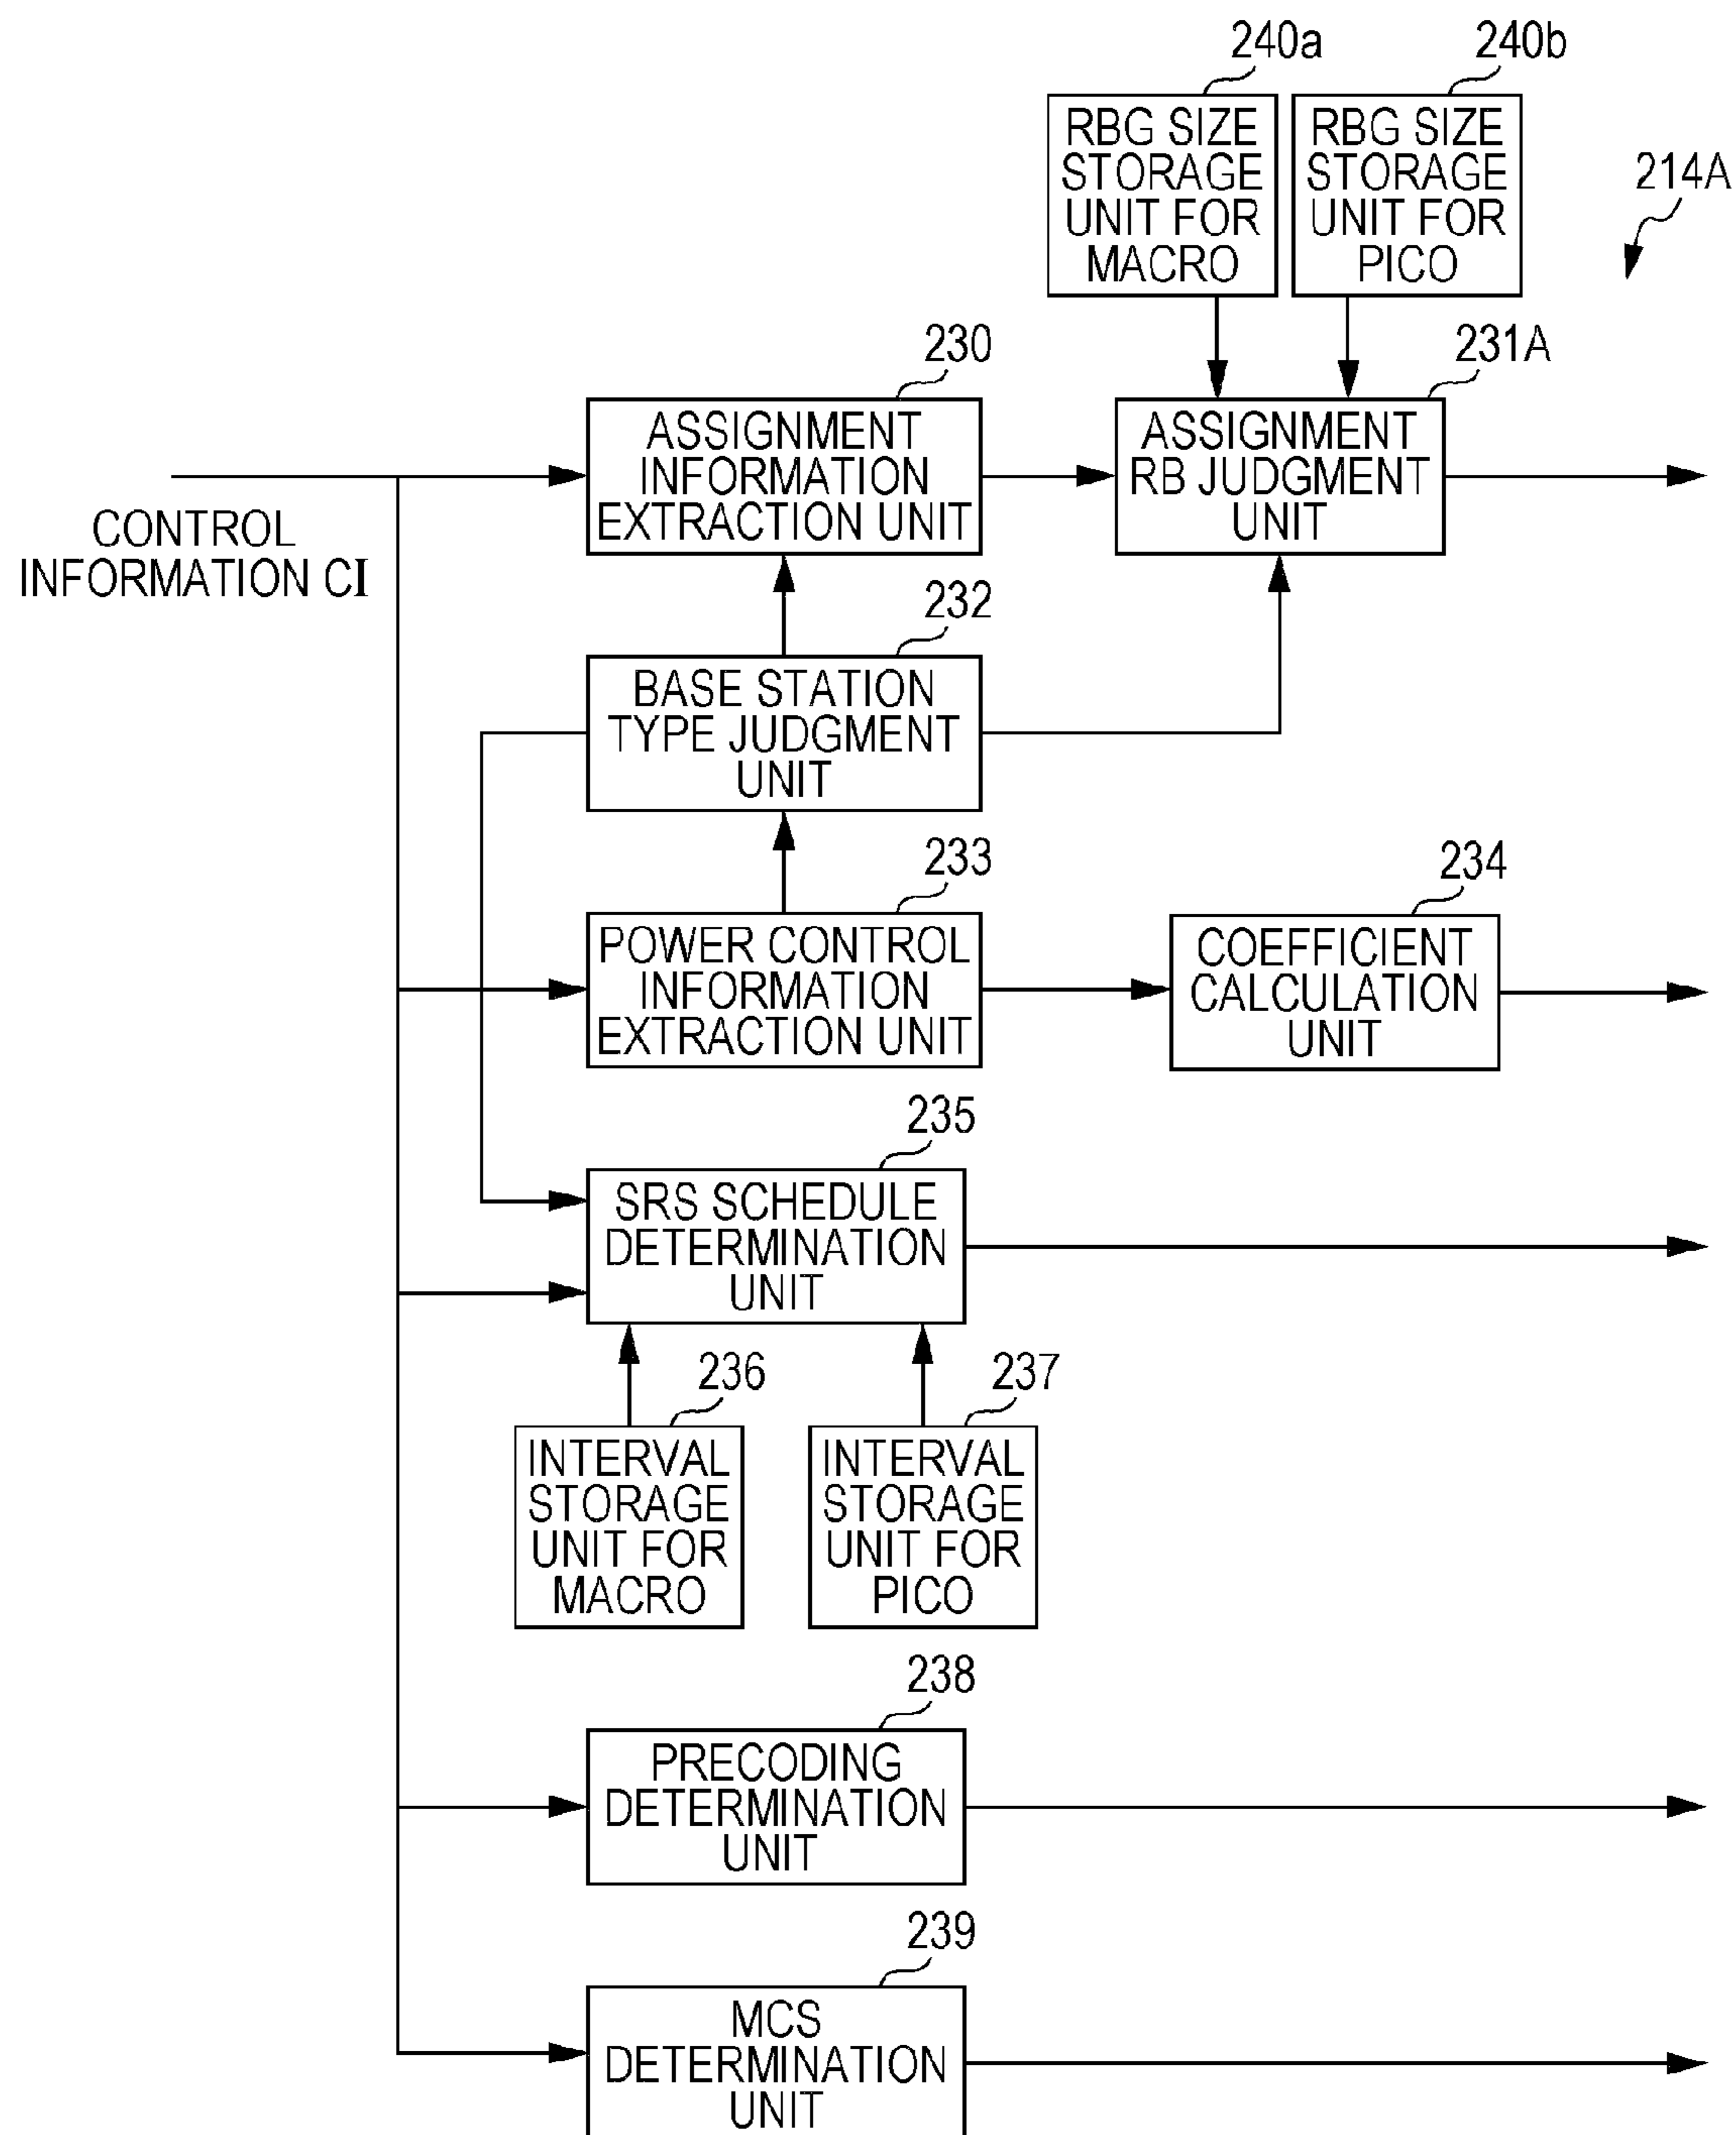 240a
240b
RBG SIZE
STORAGE
UNIT FOR
MACRO
RBG SIZE
STORAGE
UNIT FOR
PICO
214A
230
231A
ASSIGNMENT
INFORMATION
EXTRACTION UNIT
ASSIGNMENT
RB JUDGMENT
UNIT
CONTROL
INFORMATION CI
232
BASE STATION
TYPE JUDGMENT
UNIT
233
234
POWER CONTROL
INFORMATION
EXTRACTION UNIT
COEFFICIENT
CALCULATION
UNIT
235
SRS SCHEDULE
DETERMINATION
UNIT
236
237
INTERVAL
STORAGE
UNIT FOR
MACRO
INTERVAL
STORAGE
UNIT FOR
PICO
238
PRECODING
DETERMINATION
UNIT
239
MCS
DETERMINATION
UNIT